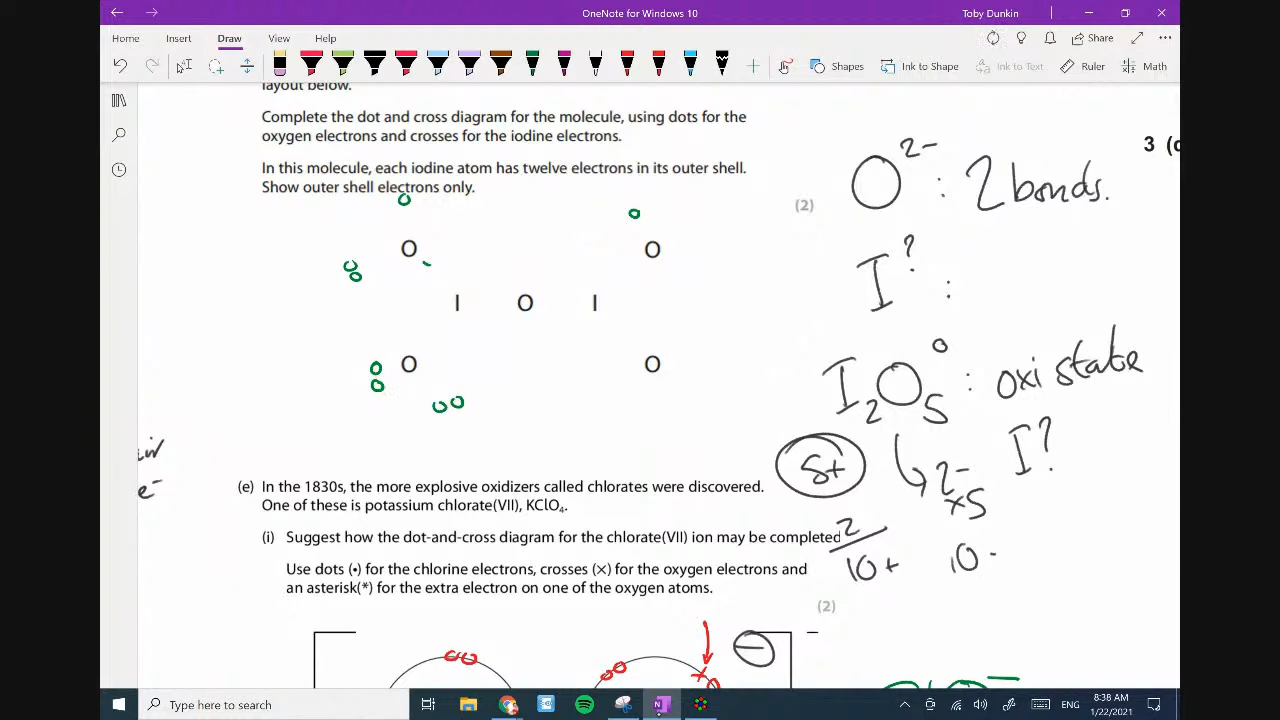 OneNote for Windows 10
Toby Dunkin
Home Insert Draw View Help
Share
Shapes
Ink to Shape
Ink to Text
Ruler
Math
layout below.
Complete the dot and cross diagram for the molecule, using dots for the
oxygen electrons and crosses for the iodine electrons.
In this molecule, each iodine atom has twelve electrons in its outer shell.
Show outer shell electrons only.
(2)
3 (
O O
I O I
O O
O 2- : 2 bonds.
I ? :
I2O5 0 : oxi state
I?
5+ 2-
×5
2
10+ 10-
e-
(e) In the 1830s, the more explosive oxidizers called chlorates were discovered.
One of these is potassium chlorate(VII), KClO4.
(i) Suggest how the dot-and-cross diagram for the chlorate(VII) ion may be completed
Use dots (•) for the chlorine electrons, crosses (×) for the oxygen electrons and
an asterisk(*) for the extra electron on one of the oxygen atoms.
(2)
Type here to search
ENG
8:38 AM
1/22/2021